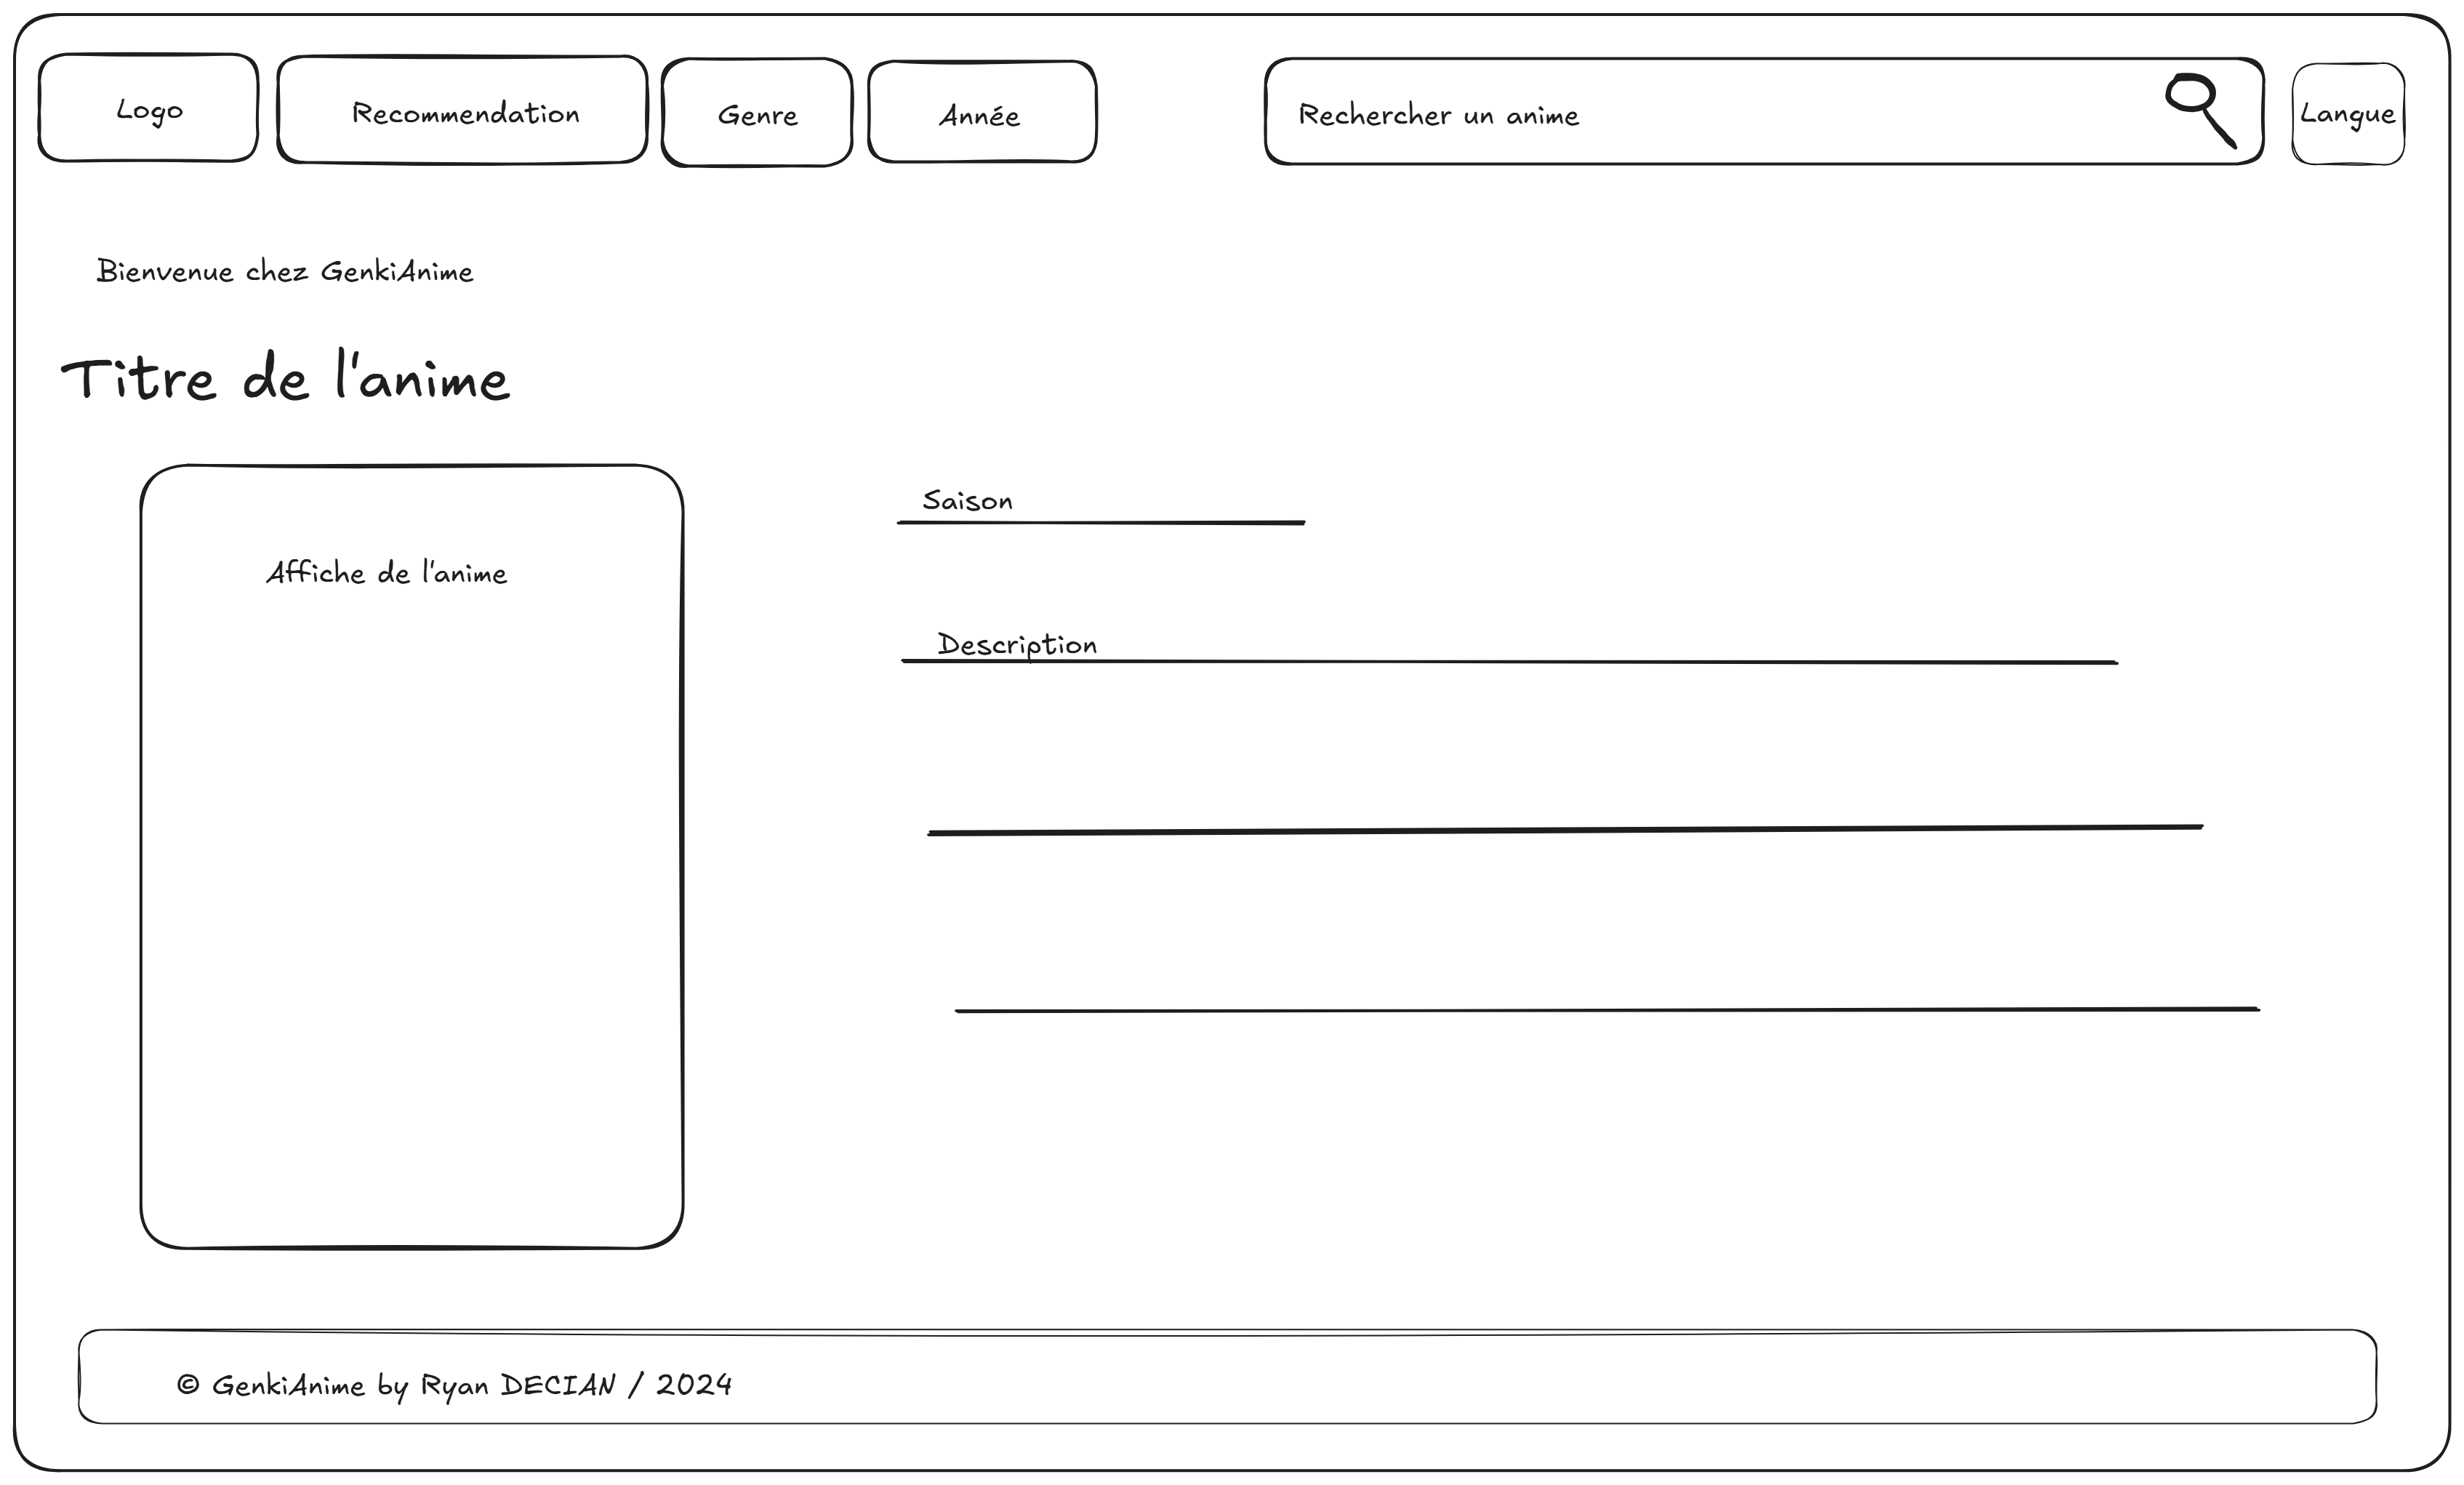 Logo
Recommendation
Genre
Année
Rechercher un anime
Langue
Bienvenue chez GenkiAnime
Titre de l'anime
Affiche de l'anime
Saison
Description
© GenkiAnime by Ryan DECIAN / 2024